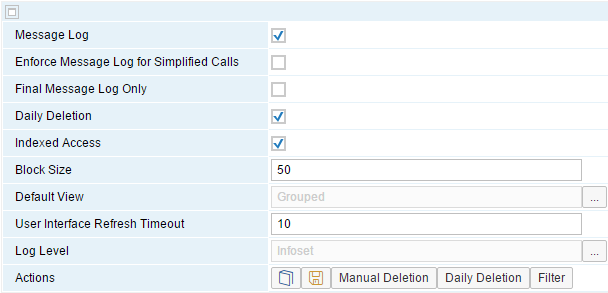 Message Log
Enforce Message Log for Simplified Calls
Final Message Log Only
Daily Deletion
Indexed Access
Block Size 50
Default View Grouped ...
User Interface Refresh Timeout 10
Log Level Infoset ...
Actions Manual Deletion Daily Deletion Filter